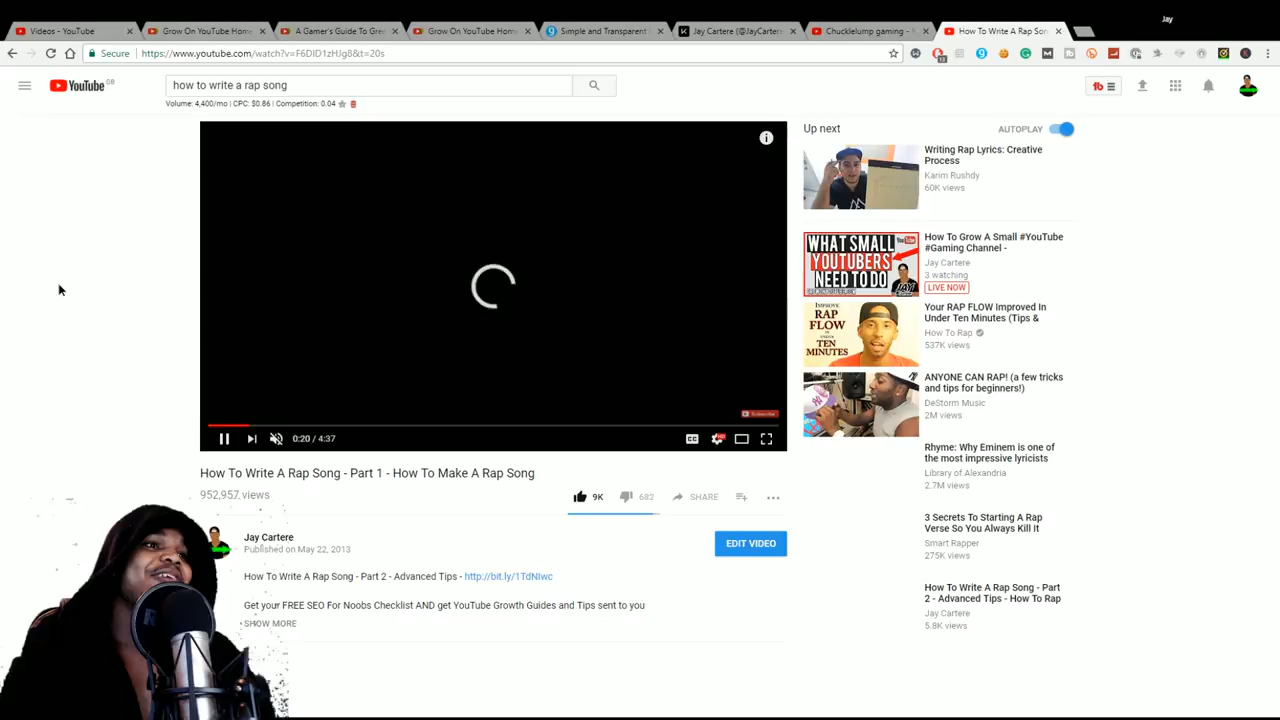 Jay
Videos - YouTube
Grow On YouTube Home
A Gamer's Guide To Gre
Grow On YouTube Home
Simple and Transparent
Jay Cartere (@JayCartere
Chucklelump gaming -
How To Write A Rap Son
Secure
https://www.youtube.com/watch?v=F6DID1zHJg8&t=20s
YouTube GB
how to write a rap song
Volume: 4,400/mo | CPC: $0.86 | Competition: 0.04
Up next
AUTOPLAY
Writing Rap Lyrics: Creative
Process
Karim Rushdy
60K views
WHAT SMALL
YOUTUBERS
NEED TO DO
JAY
How To Grow A Small #YouTube
#Gaming Channel -
Jay Cartere
3 watching
LIVE NOW
IMPROVE
RAP
FLOW
TEN
MINUTES
Your RAP FLOW Improved In
Under Ten Minutes (Tips &
How To Rap
537K views
ANYONE CAN RAP! (a few tricks
and tips for beginners!)
DeStorm Music
2M views
Rhyme: Why Eminem is one of
the most impressive lyricists
Library of Alexandria
2.7M views
3 Secrets To Starting A Rap
Verse So You Always Kill It
Smart Rapper
275K views
How To Write A Rap Song - Part
2 - Advanced Tips - How To Rap
Jay Cartere
5.8K views
0:20 / 4:37
CC
How To Write A Rap Song - Part 1 - How To Make A Rap Song
952,957 views
9K
682
SHARE
Jay Cartere
Published on May 22, 2013
EDIT VIDEO
How To Write A Rap Song - Part 2 - Advanced Tips - http://bit.ly/1TdNIwc
Get your FREE SEO For Noobs Checklist AND get YouTube Growth Guides and Tips sent to you
SHOW MORE